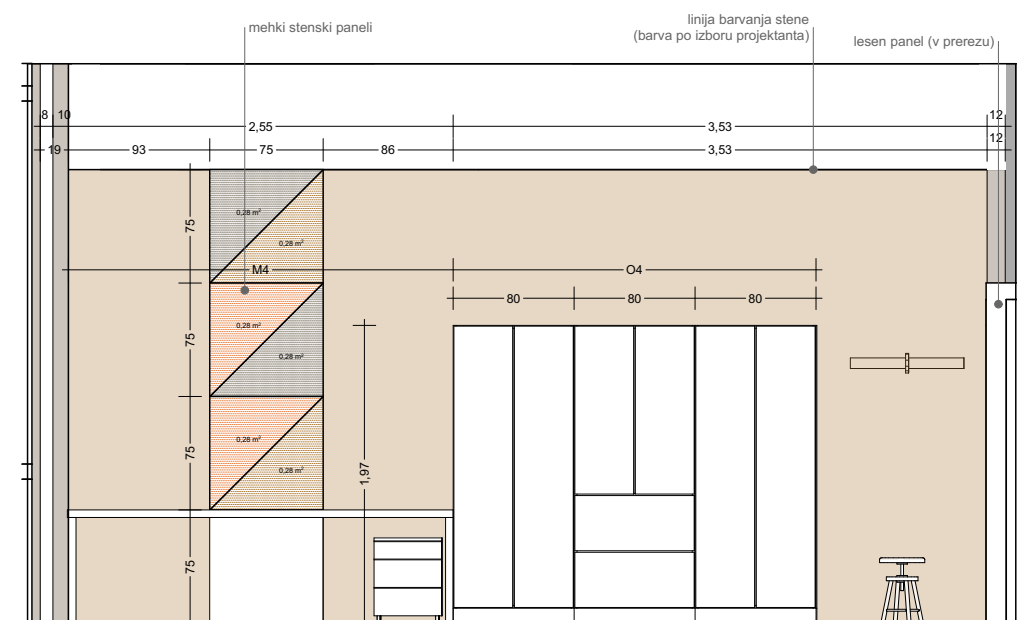 mehki stenski paneli
linija barvanja stene
(barva po izboru projektanta)
lesen panel (v prerezu)
8 10 12
2,55 3,53
12
19 93 75 86 3,53
75
0,28 m²
0,28 m²
M4 O4
80 80 80
75
0,28 m²
0,28 m²
75
0,28 m²
0,28 m²
1,97
75